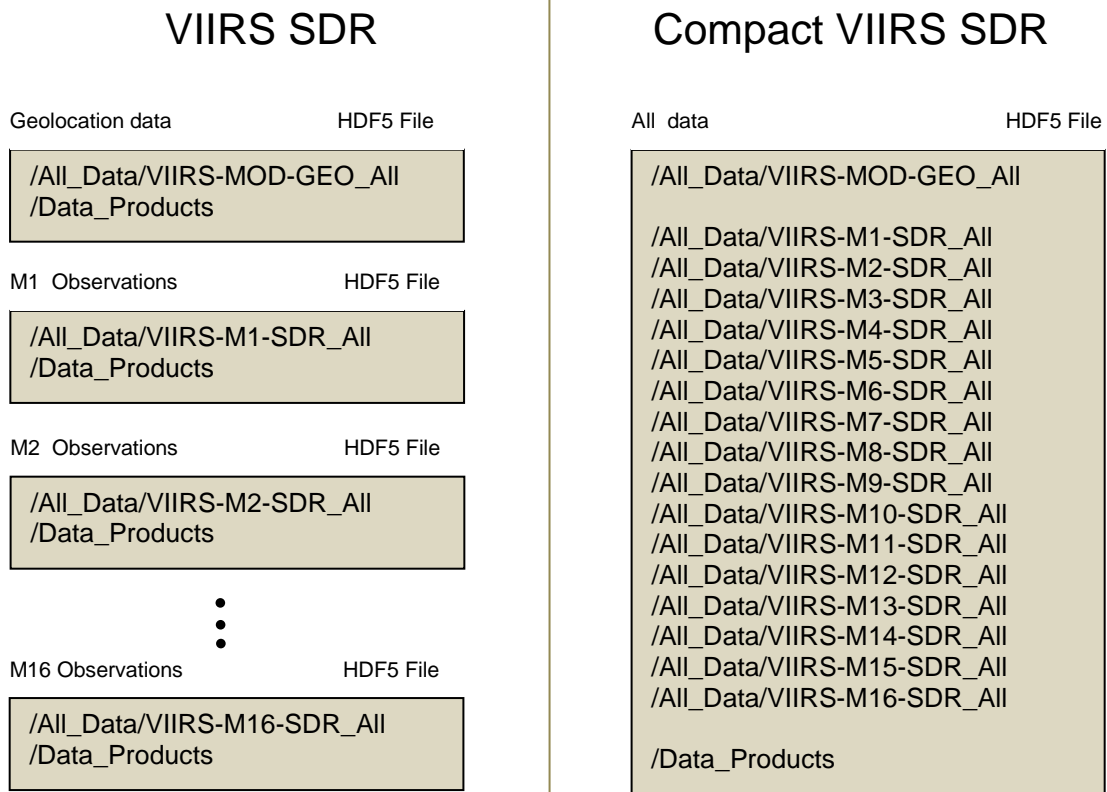 VIIRS SDR
Geolocation data HDF5 File
/All_Data/VIIRS-MOD-GEO_All
/Data_Products
M1 Observations HDF5 File
/All_Data/VIIRS-M1-SDR_All
/Data_Products
M2 Observations HDF5 File
/All_Data/VIIRS-M2-SDR_All
/Data_Products
M16 Observations HDF5 File
/All_Data/VIIRS-M16-SDR_All
/Data_Products
Compact VIIRS SDR
All data HDF5 File
/All_Data/VIIRS-MOD-GEO_All
/All_Data/VIIRS-M1-SDR_All
/All_Data/VIIRS-M2-SDR_All
/All_Data/VIIRS-M3-SDR_All
/All_Data/VIIRS-M4-SDR_All
/All_Data/VIIRS-M5-SDR_All
/All_Data/VIIRS-M6-SDR_All
/All_Data/VIIRS-M7-SDR_All
/All_Data/VIIRS-M8-SDR_All
/All_Data/VIIRS-M9-SDR_All
/All_Data/VIIRS-M10-SDR_All
/All_Data/VIIRS-M11-SDR_All
/All_Data/VIIRS-M12-SDR_All
/All_Data/VIIRS-M13-SDR_All
/All_Data/VIIRS-M14-SDR_All
/All_Data/VIIRS-M15-SDR_All
/All_Data/VIIRS-M16-SDR_All
/Data_Products